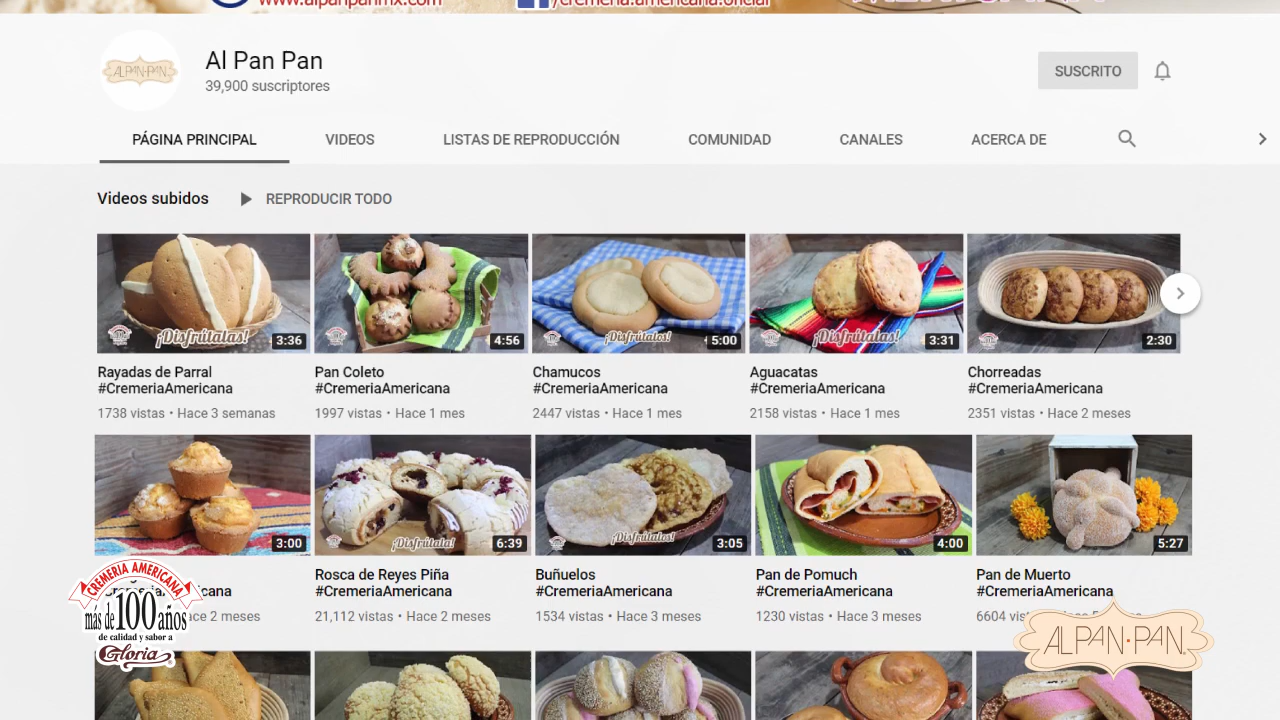 www.alpanpanmx.com
/cremeria.americana.oficial
ALPAN·PAN
Al Pan Pan
39,900 suscriptores
SUSCRITO
PÁGINA PRINCIPAL
VIDEOS
LISTAS DE REPRODUCCIÓN
COMUNIDAD
CANALES
ACERCA DE
Videos subidos
REPRODUCIR TODO
¡Disfrútalas!
3:36
4:56
¡Disfrútalos!
5:00
¡Disfrútalas!
3:31
2:30
Rayadas de Parral
#CremeriaAmericana
1738 vistas • Hace 3 semanas
Pan Coleto
#CremeriaAmericana
1997 vistas • Hace 1 mes
Chamucos
#CremeriaAmericana
2447 vistas • Hace 1 mes
Aguacatas
#CremeriaAmericana
2158 vistas • Hace 1 mes
Chorreadas
#CremeriaAmericana
2351 vistas • Hace 2 meses
3:00
¡Disfrútala!
6:39
¡Disfrútalos!
3:05
4:00
5:27
ace 2 meses
Rosca de Reyes Piña
#CremeriaAmericana
21,112 vistas • Hace 2 meses
Buñuelos
#CremeriaAmericana
1534 vistas • Hace 3 meses
Pan de Pomuch
#CremeriaAmericana
1230 vistas • Hace 3 meses
Pan de Muerto
#CremeriaAmericana
6604
CREMERIA AMERICANA
más de 100 años
de calidad y sabor a
Gloria
ALPAN·PAN